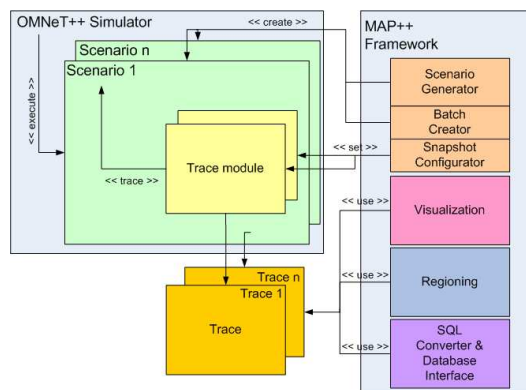 OMNeT++ Simulator
MAP++
Framework
<< create >>
Scenario n
Scenario 1
<< execute >>
Scenario
Generator
Batch
Creator
Snapshot
Configurator
<< set >>
Trace module
<< trace >>
<< use >>
Visualization
Trace n
Trace 1
Trace
<< use >>
Regioning
<< use >>
SQL
Converter &
Database
Interface